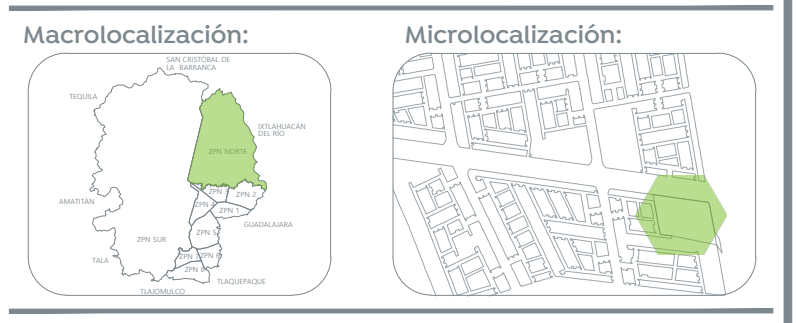 Macrolocalización:
Microlocalización:
SAN CRISTÓBAL DE
LA BARRANCA
TEQUILA
IXTLAHUACÁN
DEL RÍO
ZPN NORTE
ZPN 3
ZPN 2
AMATITÁN
ZPN 4
ZPN 1
GUADALAJARA
ZPN 5
ZPN SUR
ZPN 7
ZPN 6
TALA
ZPN 8
TLAQUEPAQUE
TLAJOMULCO